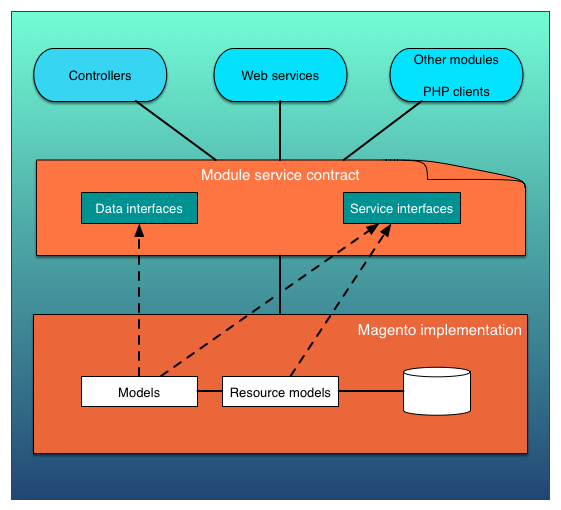 Controllers
Web services
Other modules
PHP clients
Module service contract
Data interfaces
Service interfaces
Magento implementation
Models
Resource models